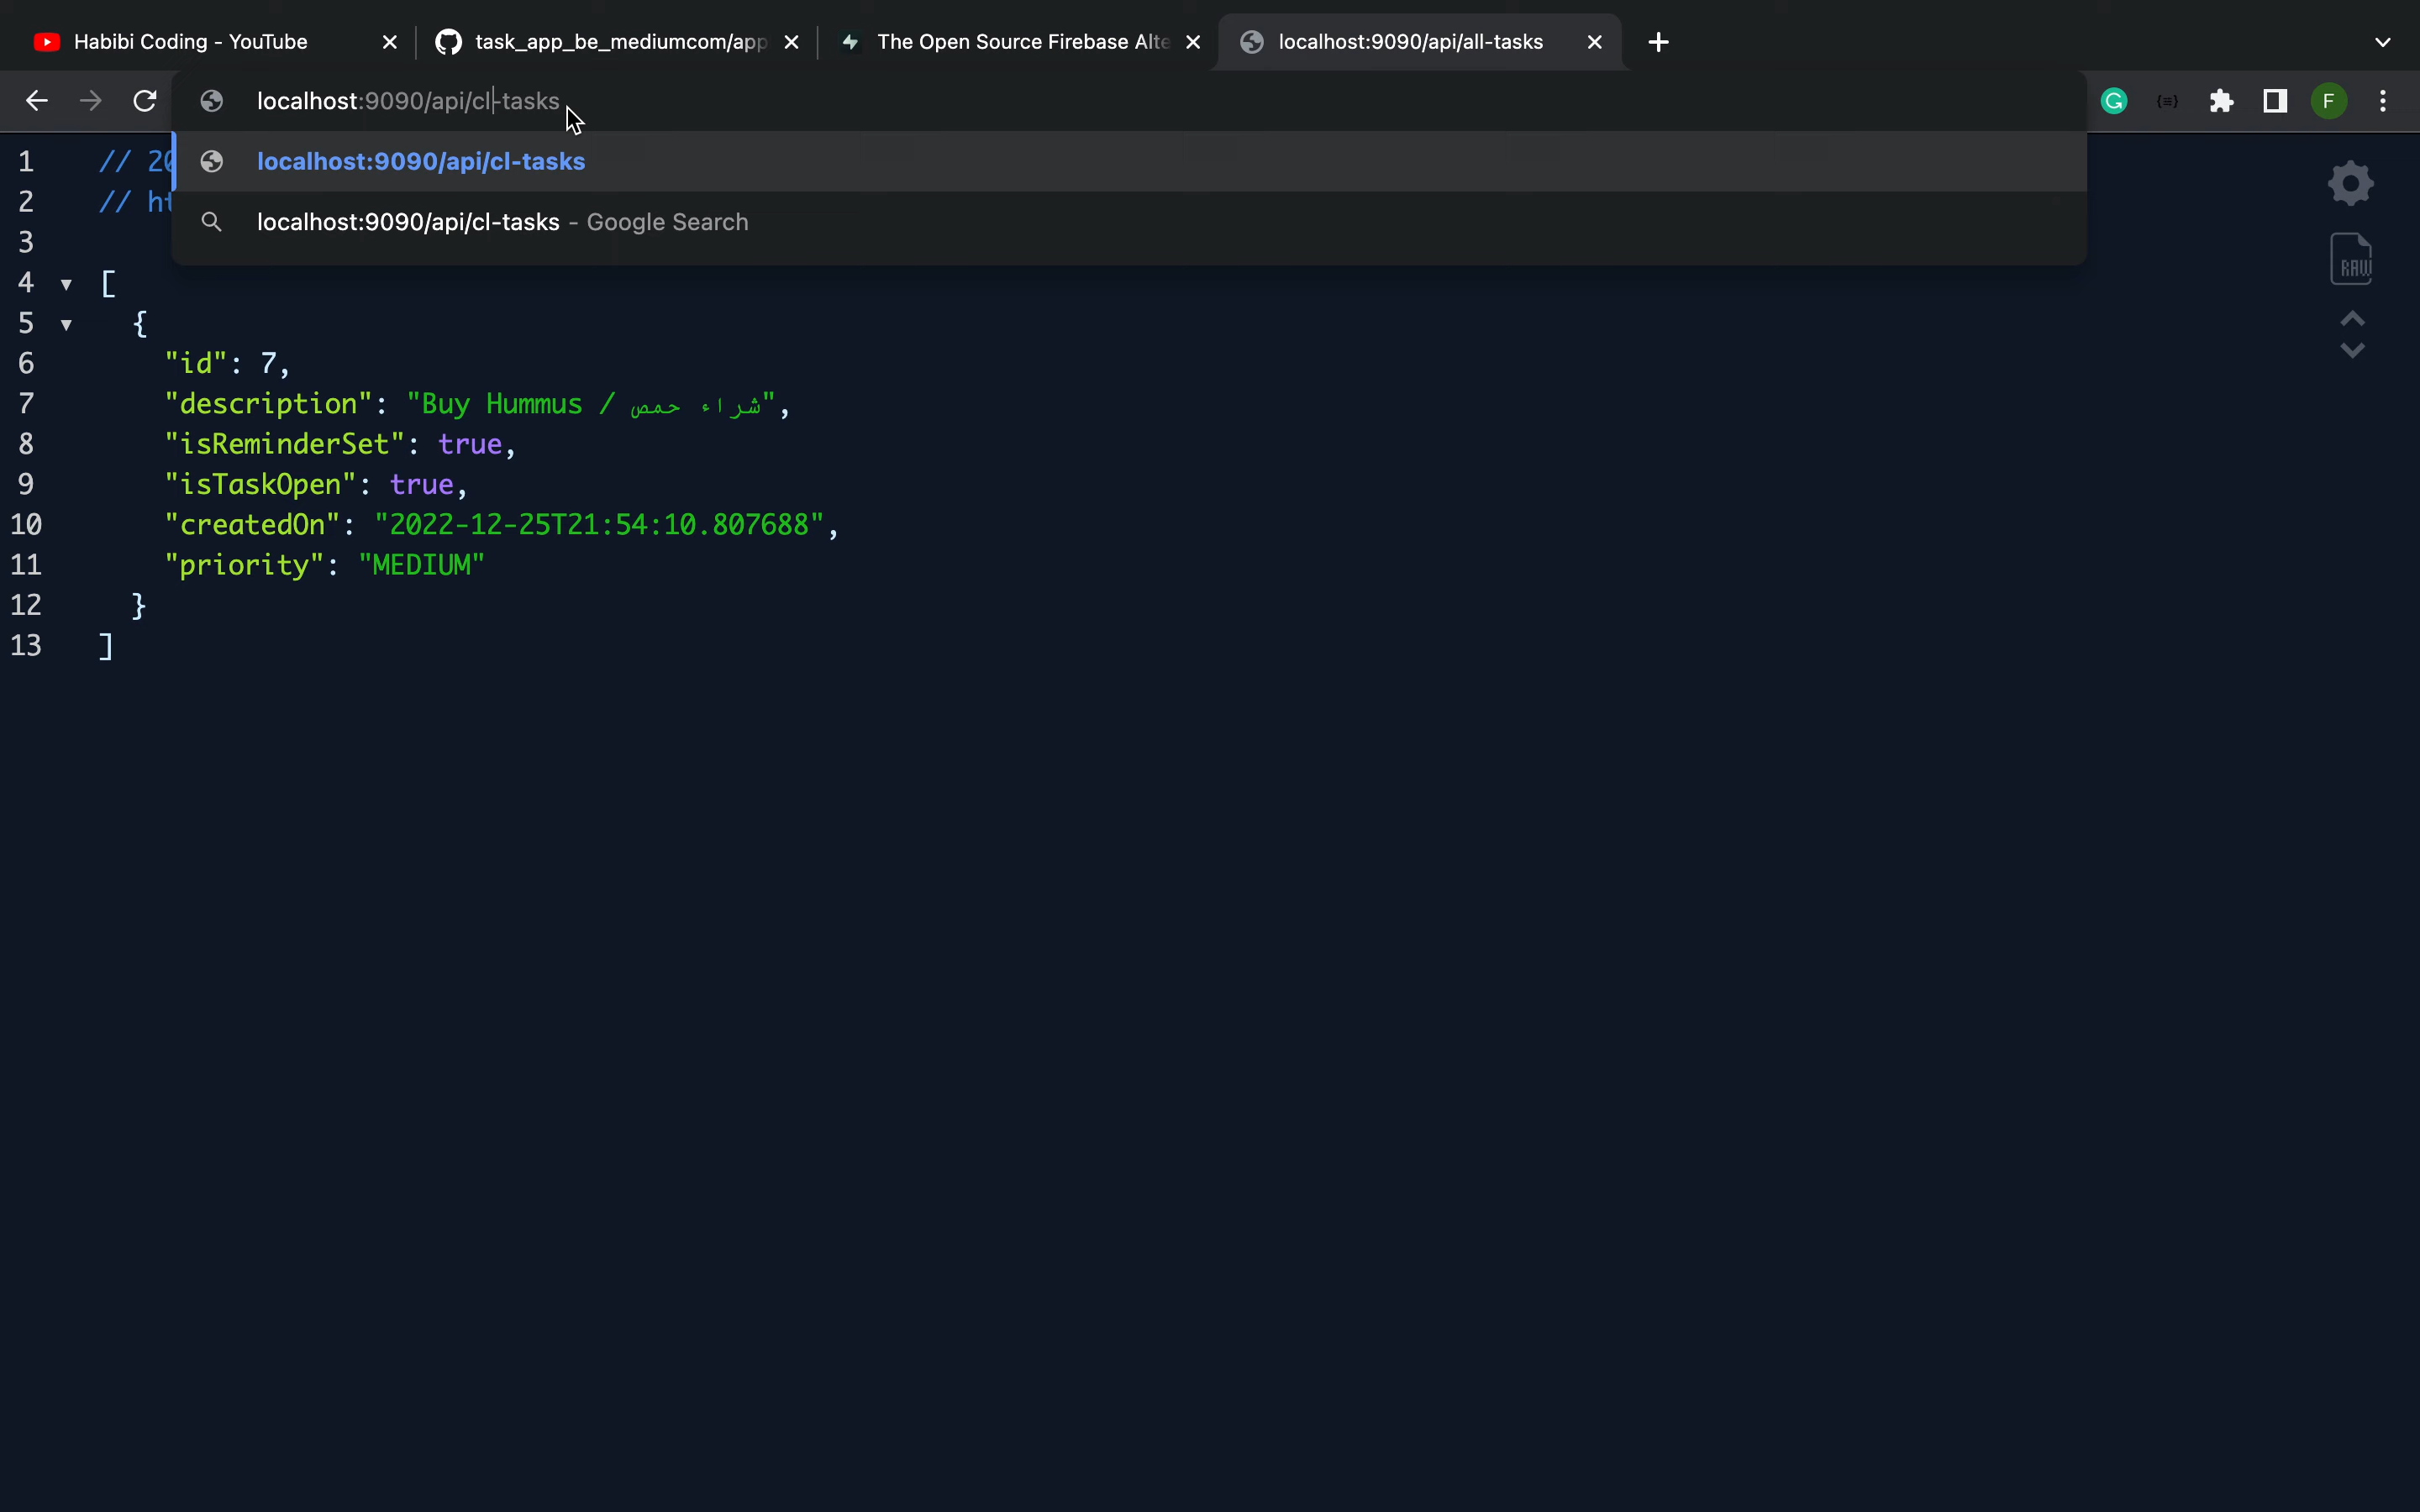 Habibi Coding - YouTube
task_app_be_mediumcom/app
The Open Source Firebase Alte
localhost:9090/api/all-tasks
localhost:9090/api/cl-tasks
F
localhost:9090/api/cl-tasks
localhost:9090/api/cl-tasks - Google Search
1 // 20
2 // ht
3
4 [
5 {
6 "id": 7,
7 "description": "Buy Hummus / شراء حمص",
8 "isReminderSet": true,
9 "isTaskOpen": true,
10 "createdOn": "2022-12-25T21:54:10.807688",
11 "priority": "MEDIUM"
12 }
13 ]
RAW